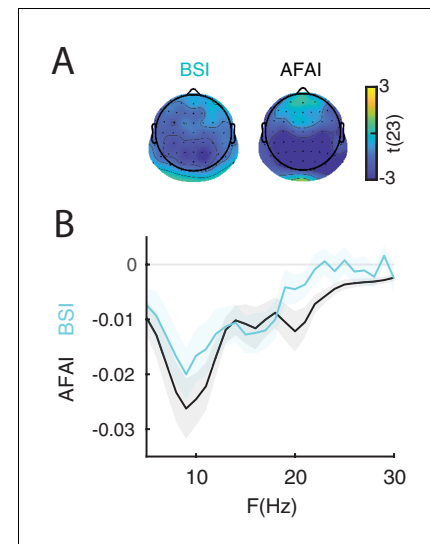 A
BSI AFAI
3
t(23)
-3
B
AFAI BSI
0
-0.01
-0.02
-0.03
10 20 30
F(Hz)